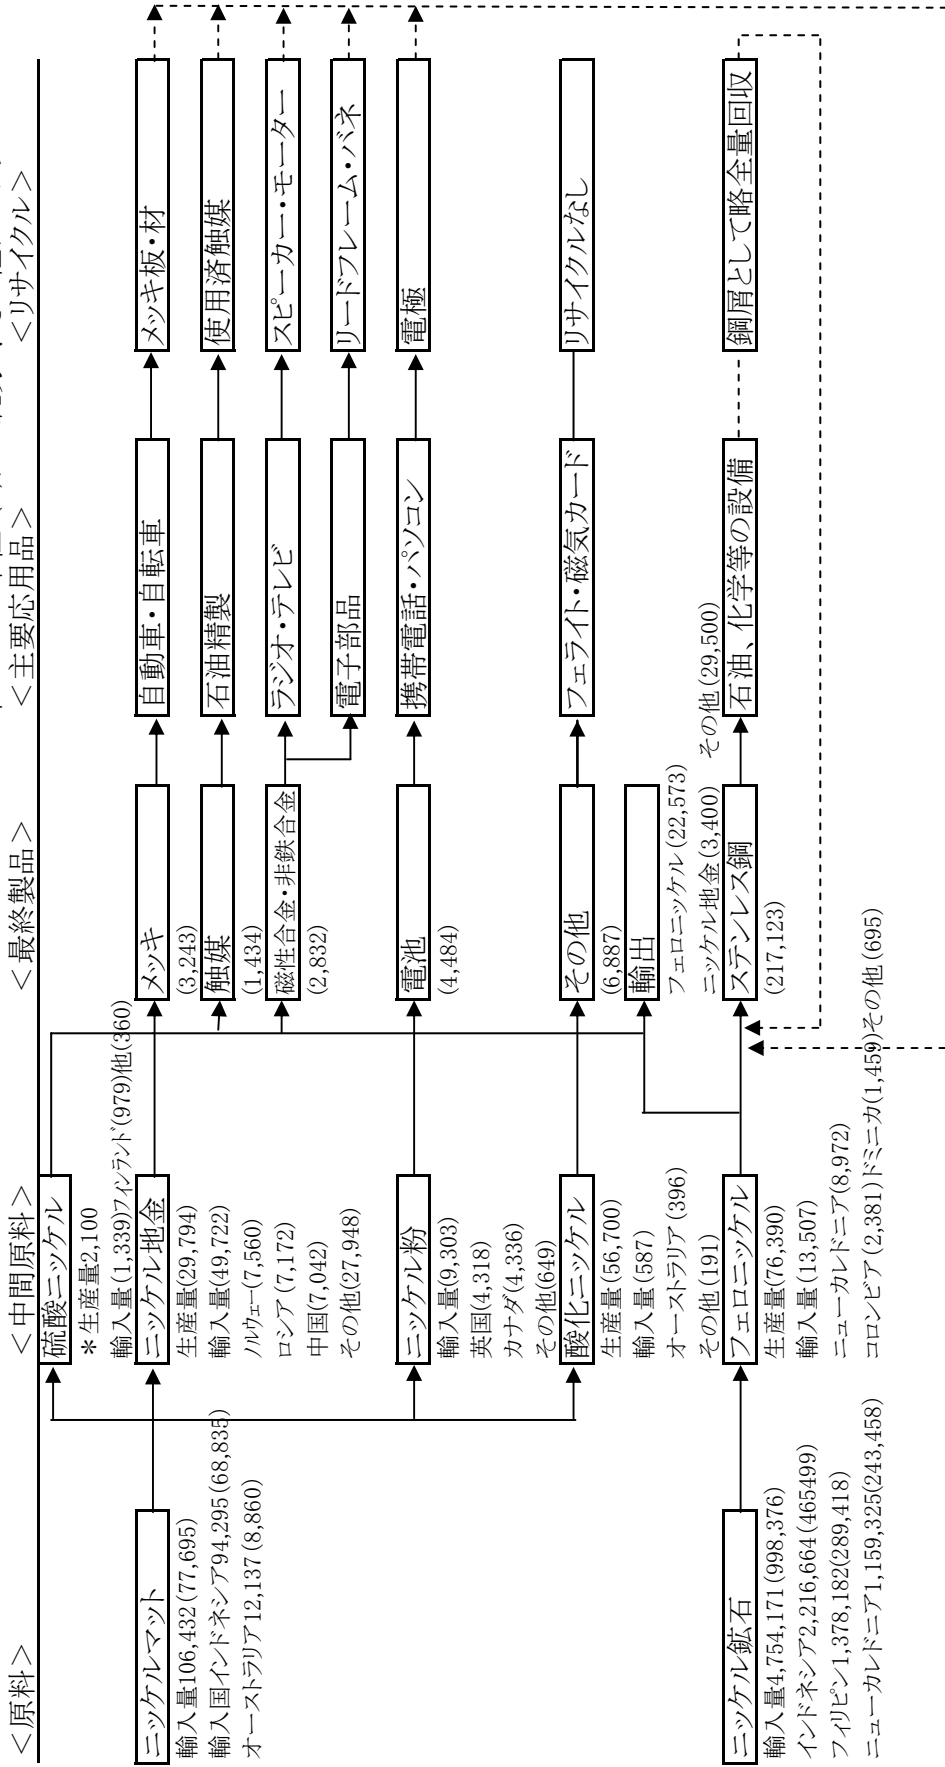 ＜原料＞
＜中間原料＞
＜最終製品＞
＜主要応用品＞
＜リサイクル＞
硫酸ニッケル
＊生産量2,100
輸入量(1,339)フィンランド(979)他(360)
ニッケルマット
輸入量106,432(77,695)
輸入国インドネシア94,295(68,835)
オーストラリア12,137(8,860)
ニッケル地金
生産量(29,794)
輸入量(49,722)
ノルウェー(7,560)
ロシア(7,172)
中国(7,042)
その他(27,948)
メッキ
(3,243)
自動車・自転車
メッキ板・材
触媒
(1,434)
石油精製
使用済触媒
磁性合金・非鉄合金
(2,832)
ラジオ・テレビ
スピーカー・モーター
電子部品
リードフレーム・バネ
ニッケル粉
輸入量(9,303)
英国(4,318)
カナダ(4,336)
その他(649)
電池
(4,484)
携帯電話・パソコン
電極
酸化ニッケル
生産量(56,700)
輸入量(587)
オーストラリア(396)
その他(191)
その他
(6,887)
フェライト・磁気カード
リサイクルなし
輸出
フェロニッケル(22,573)
ニッケル地金(3,400) その他(29,500)
ニッケル鉱石
輸入量4,754,171(998,376)
インドネシア2,216,664(465499)
フィリピン1,378,182(289,418)
ニューカレドニア1,159,325(243,458)
フェロニッケル
生産量(76,390)
輸入量(13,507)
ニューカレドニア(8,972)
コロンビア(2,381)ドミニカ(1,459)その他(695)
ステンレス鋼
(217,123)
石油、化学等の設備
鋼屑として略全量回収